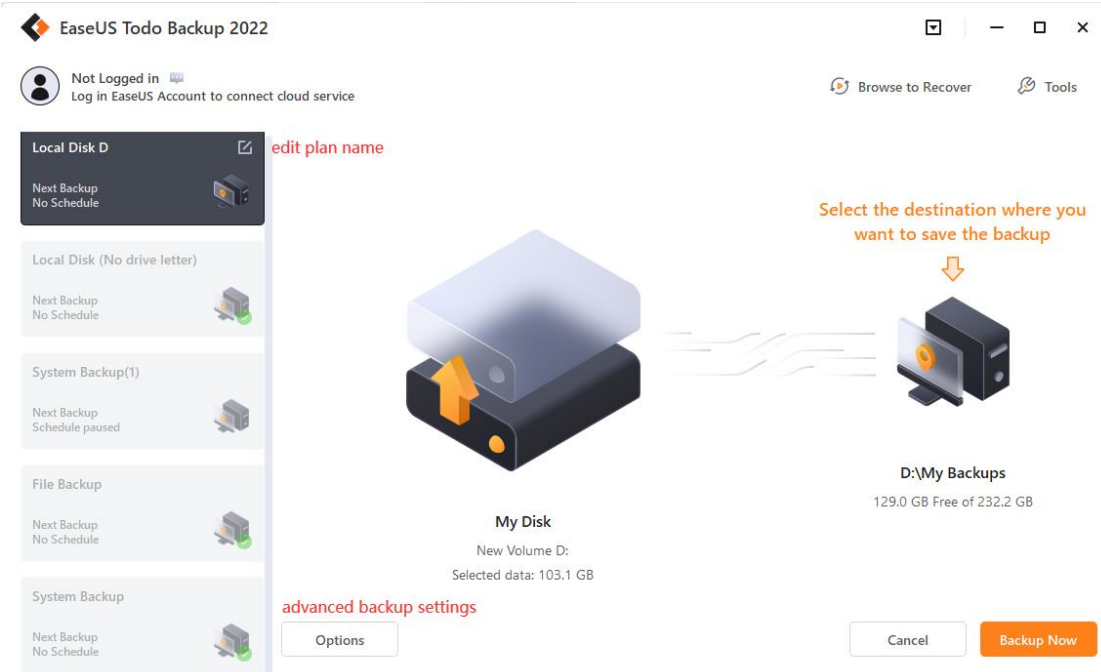 EaseUS Todo Backup 2022
Not Logged in
Log in EaseUS Account to connect cloud service
Browse to Recover
Tools
Local Disk D
edit plan name
Next Backup
No Schedule
Local Disk (No drive letter)
Next Backup
No Schedule
System Backup(1)
Next Backup
Schedule paused
File Backup
Next Backup
No Schedule
System Backup
Next Backup
No Schedule
Select the destination where you
want to save the backup
D:\My Backups
129.0 GB Free of 232.2 GB
My Disk
New Volume D:
Selected data: 103.1 GB
advanced backup settings
Options
Cancel
Backup Now